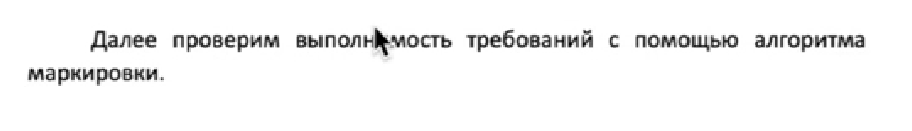 Далее проверим выполнимость требований с помощью алгоритма
маркировки.